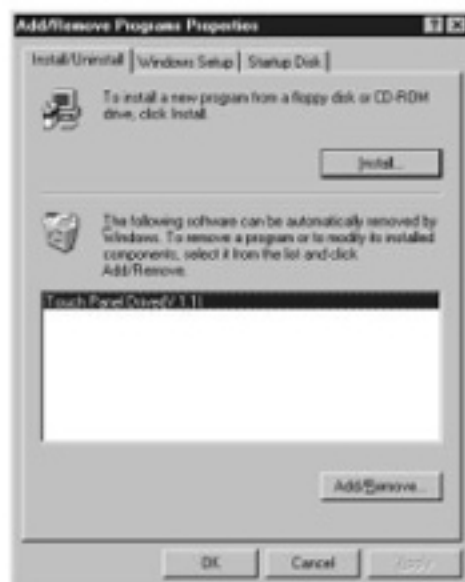 Add/Remove Programs Properties
Install/Uninstall Windows Setup Startup Disk
To install a new program from a floppy disk or CD-ROM
drive, click Install.
Install...
The following software can be automatically removed by
Windows. To remove a program or to modify its installed
components, select it from the list and click
Add/Remove.
Touch Panel Driver(V1.1)
Add/Remove...
OK Cancel Apply